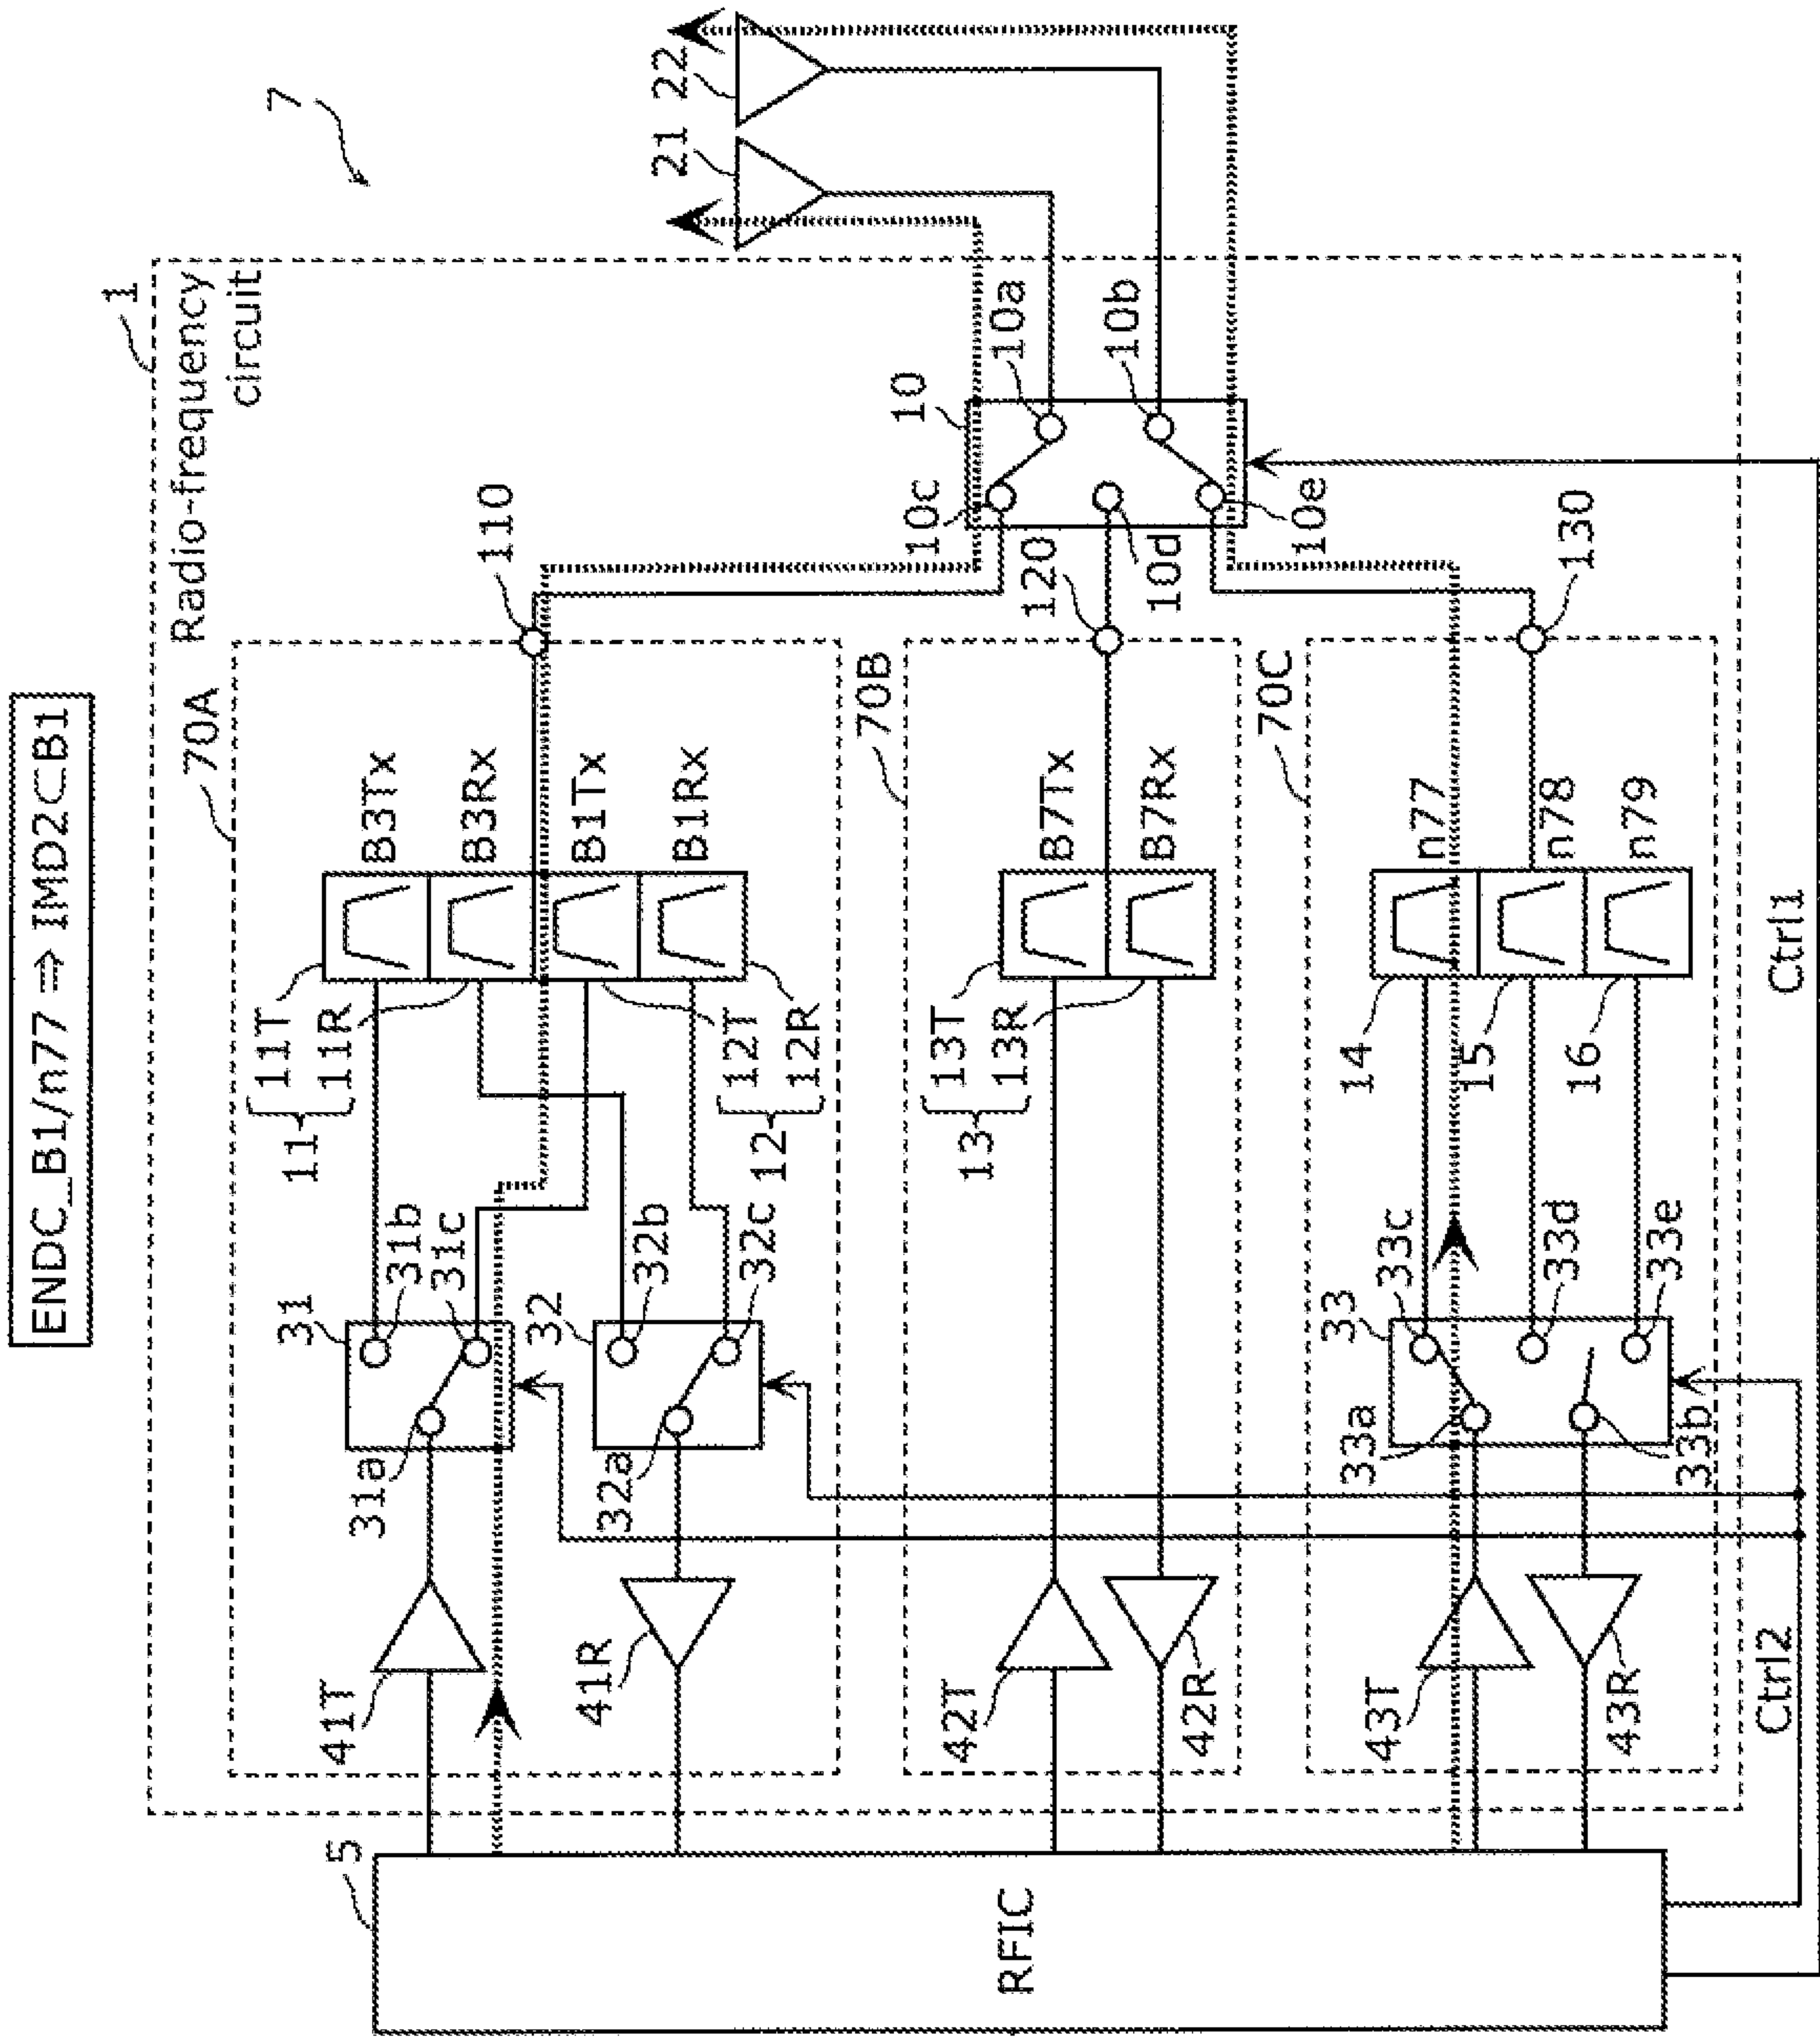 ENDC_B1/n77 ⇒ IMD2⊂B1
7
1
Radio-frequency
circuit
21
22
70A
110
10
10a
10b
10c
10d
10e
120
130
B3Tx
B3Rx
B1Tx
B1Rx
11
11T
11R
12
12T
12R
31
31a
31b
31c
32
32a
32b
32c
41T
41R
70B
B7Tx
B7Rx
13
13T
13R
42T
42R
70C
n77
n78
n79
14
15
16
33
33a
33b
33c
33d
33e
43T
43R
5
RFIC
Ctrl1
Ctrl2